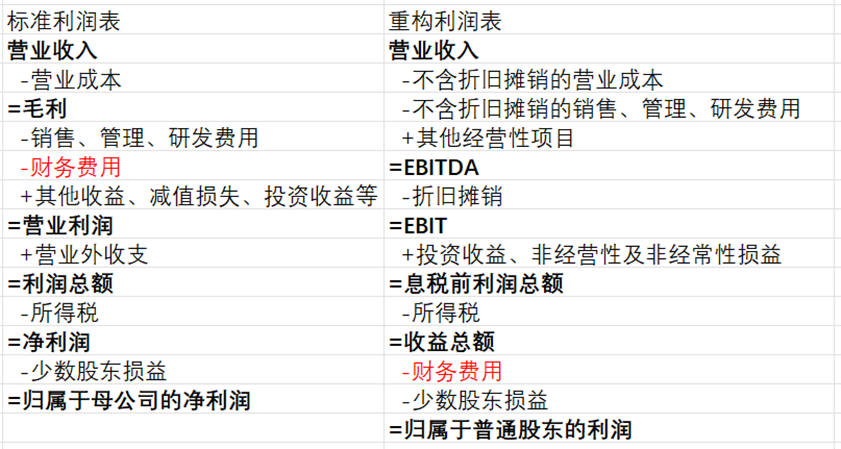 标准利润表 重构利润表
营业收入 营业收入
-营业成本 -不含折旧摊销的营业成本
=毛利 -不含折旧摊销的销售、管理、研发费用
-销售、管理、研发费用 +其他经营性项目
-财务费用 =EBITDA
+其他收益、减值损失、投资收益等 -折旧摊销
=营业利润 =EBIT
+营业外收支 +投资收益、非经营性及非经常性损益
=利润总额 =息税前利润总额
-所得税 -所得税
=净利润 =收益总额
-少数股东损益 -财务费用
=归属于母公司的净利润 -少数股东损益
=归属于普通股东的利润